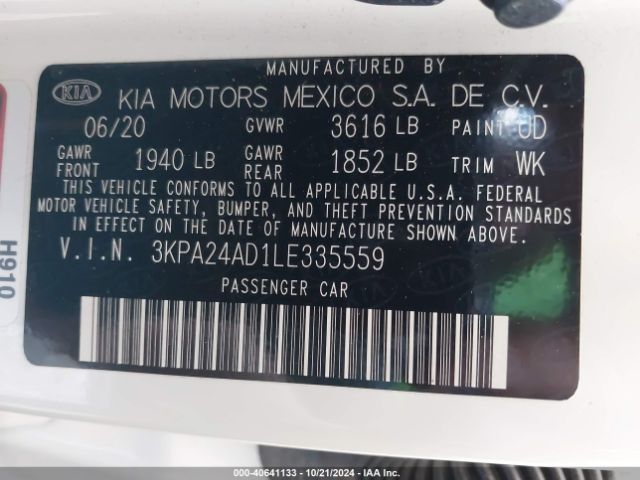 MANUFACTURED BY
KIA KIA MOTORS MEXICO S.A. DE C.V.
06/20 GVWR 3616 LB PAINT UD
GAWR FRONT 1940 LB GAWR REAR 1852 LB TRIM WK
THIS VEHICLE CONFORMS TO ALL APPLICABLE U.S.A. FEDERAL
MOTOR VEHICLE SAFETY, BUMPER, AND THEFT PREVENTION STANDARDS
IN EFFECT ON THE DATE OF MANUFACTURE SHOWN ABOVE.
V.I.N. 3KPA24AD1LE335559
PASSENGER CAR
H910
000-40641133 - 10/21/2024 - IAAI.COM